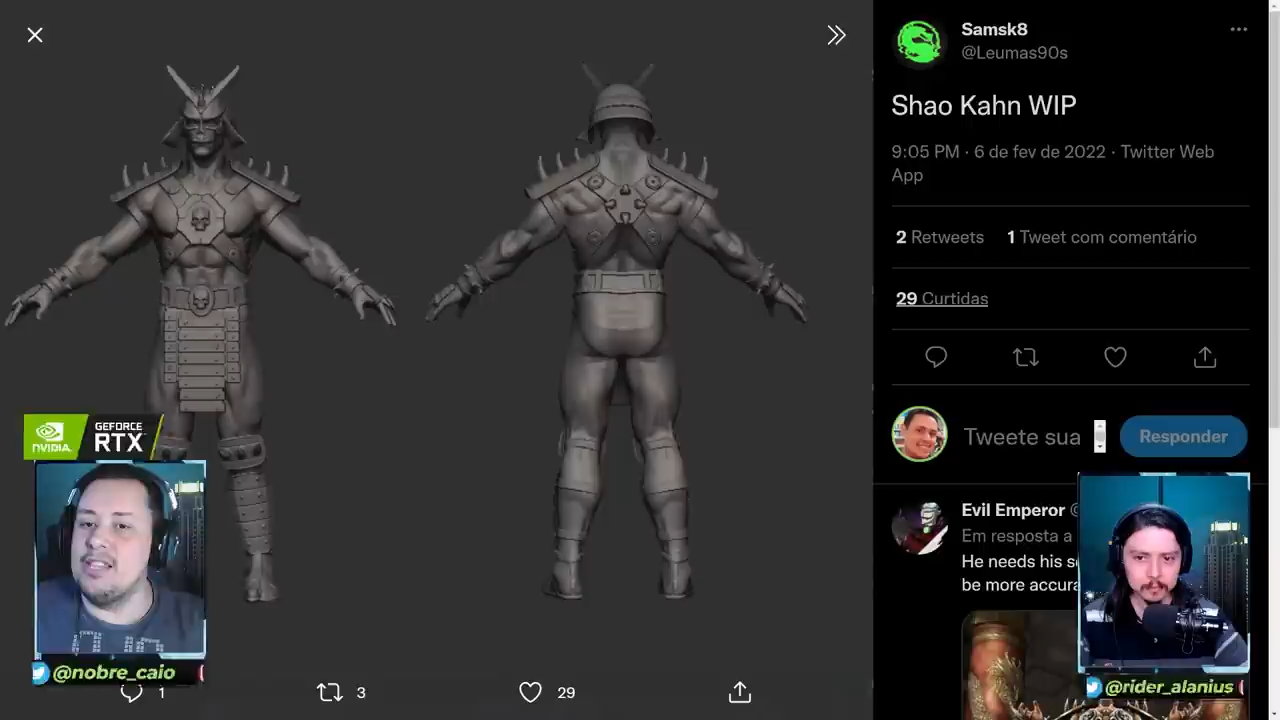 Samsk8
@Leumas90s
Shao Kahn WIP
9:05 PM · 6 de fev de 2022 · Twitter Web
App
2 Retweets 1 Tweet com comentário
29 Curtidas
Tweete sua
Responder
Evil Emperor
Em resposta a
He needs his
be more
NVIDIA.
GEFORCE
RTX
@nobre_caio
@rider_alanius
1
3
29